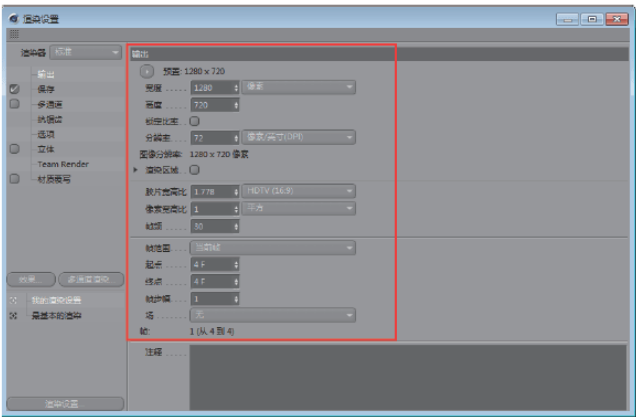 渲染设置
渲染器 标准
输出
输出
预置: 1280 x 720
保存
宽度 1280 像素
多通道
高度 720
抗锯齿
锁定比率
选项
分辨率 72 像素/英寸(DPI)
立体
图像分辨率: 1280 x 720 像素
Team Render
渲染区域
材质覆写
胶片宽高比 1.778 HDTV (16:9)
像素宽高比 1 平方
帧频 30
帧范围 当前帧
起点 4 F
效果... 多通道渲染...
终点 4 F
我的渲染设置
帧步幅 1
最基本的渲染
场 无
帧: 1 (从 4 到 4)
注释
渲染设置...